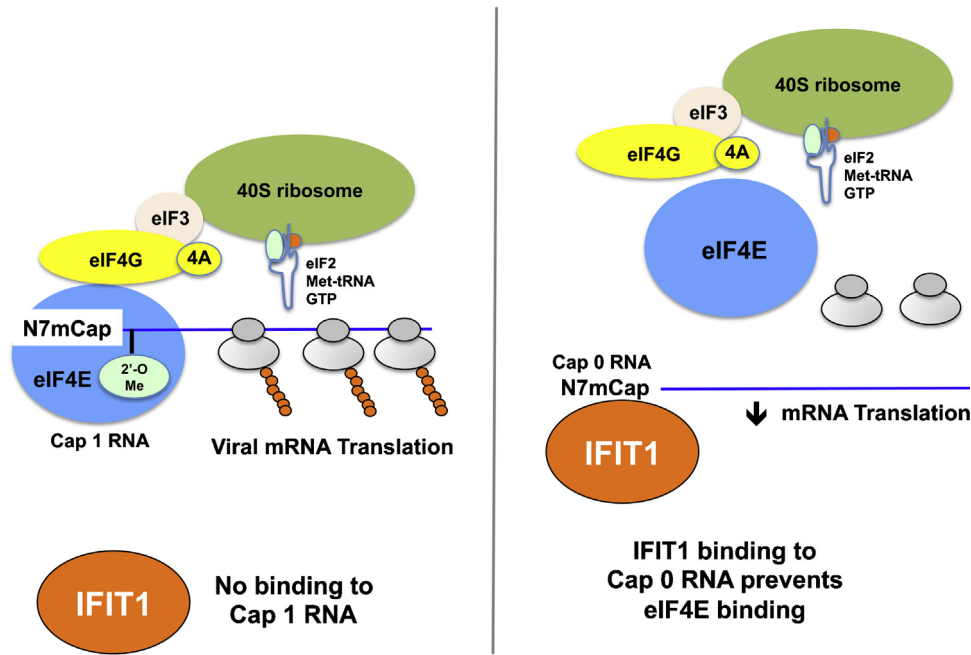 40S ribosome
eIF3
eIF4G
4A
eIF2
Met-tRNA
GTP
N7mCap
eIF4E
2'-O
Me
Cap 1 RNA
Viral mRNA Translation
IFIT1
No binding to
Cap 1 RNA
40S ribosome
eIF3
eIF4G
4A
eIF2
Met-tRNA
GTP
eIF4E
Cap 0 RNA
N7mCap
mRNA Translation
IFIT1
IFIT1 binding to
Cap 0 RNA prevents
eIF4E binding